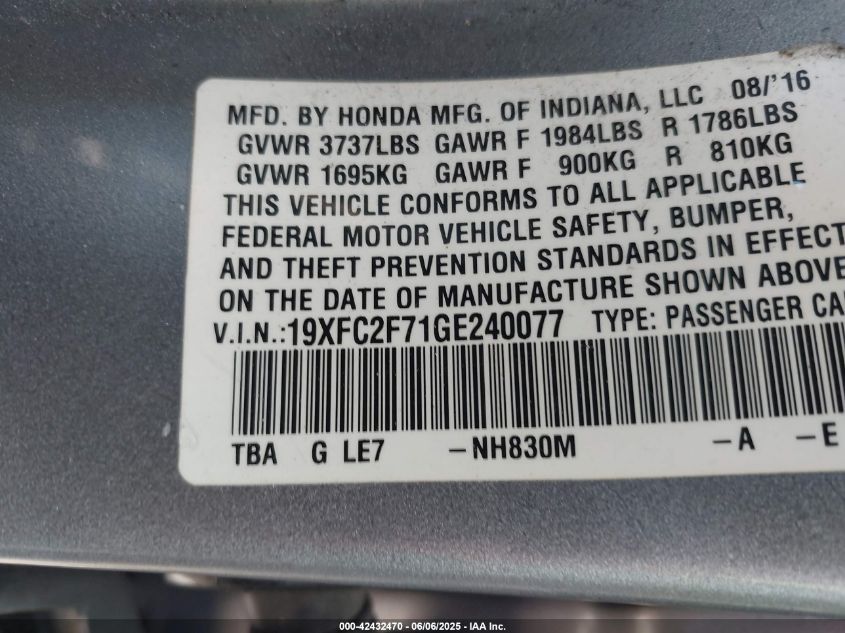 MFD. BY HONDA MFG. OF INDIANA, LLC 08/'16
GVWR 3737LBS GAWR F 1984LBS R 1786LBS
GVWR 1695KG GAWR F 900KG R 810KG
THIS VEHICLE CONFORMS TO ALL APPLICABLE
FEDERAL MOTOR VEHICLE SAFETY, BUMPER,
AND THEFT PREVENTION STANDARDS IN EFFECT
ON THE DATE OF MANUFACTURE SHOWN ABOVE
V.I.N.:19XFC2F71GE240077 TYPE: PASSENGER CA
TBA G LE7 -NH830M -A -E
000-42432470 - 06/06/2025 - IAA Inc.